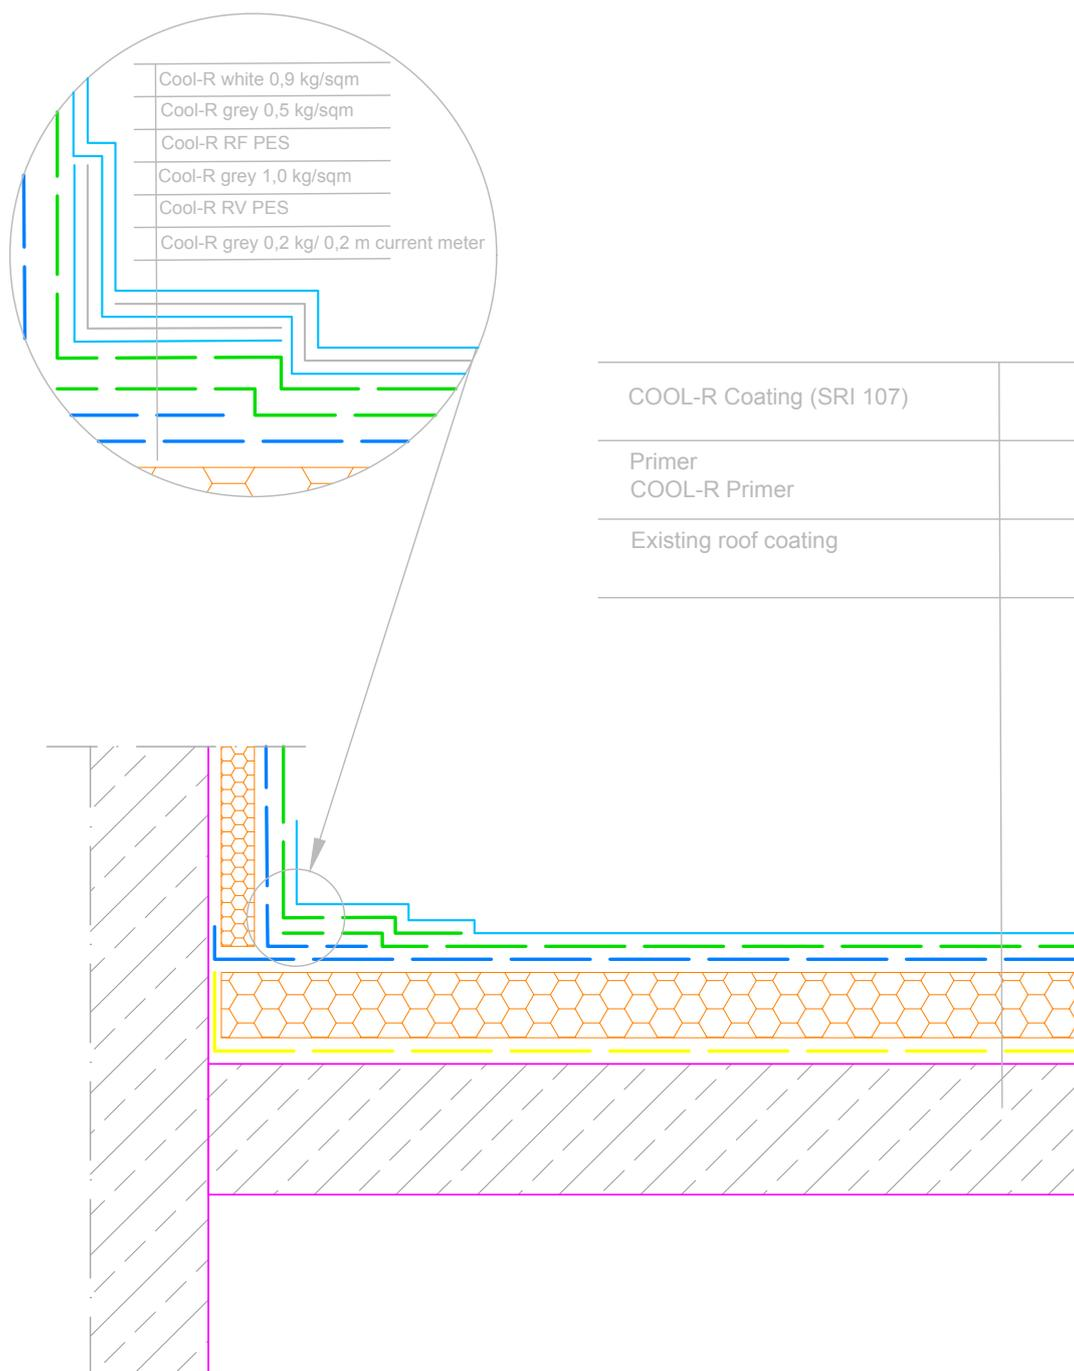 Cool-R white 0,9 kg/sqm
Cool-R grey 0,5 kg/sqm
Cool-R RF PES
Cool-R grey 1,0 kg/sqm
Cool-R RV PES
Cool-R grey 0,2 kg/ 0,2 m current meter
COOL-R Coating (SRI 107)
Primer
COOL-R Primer
Existing roof coating